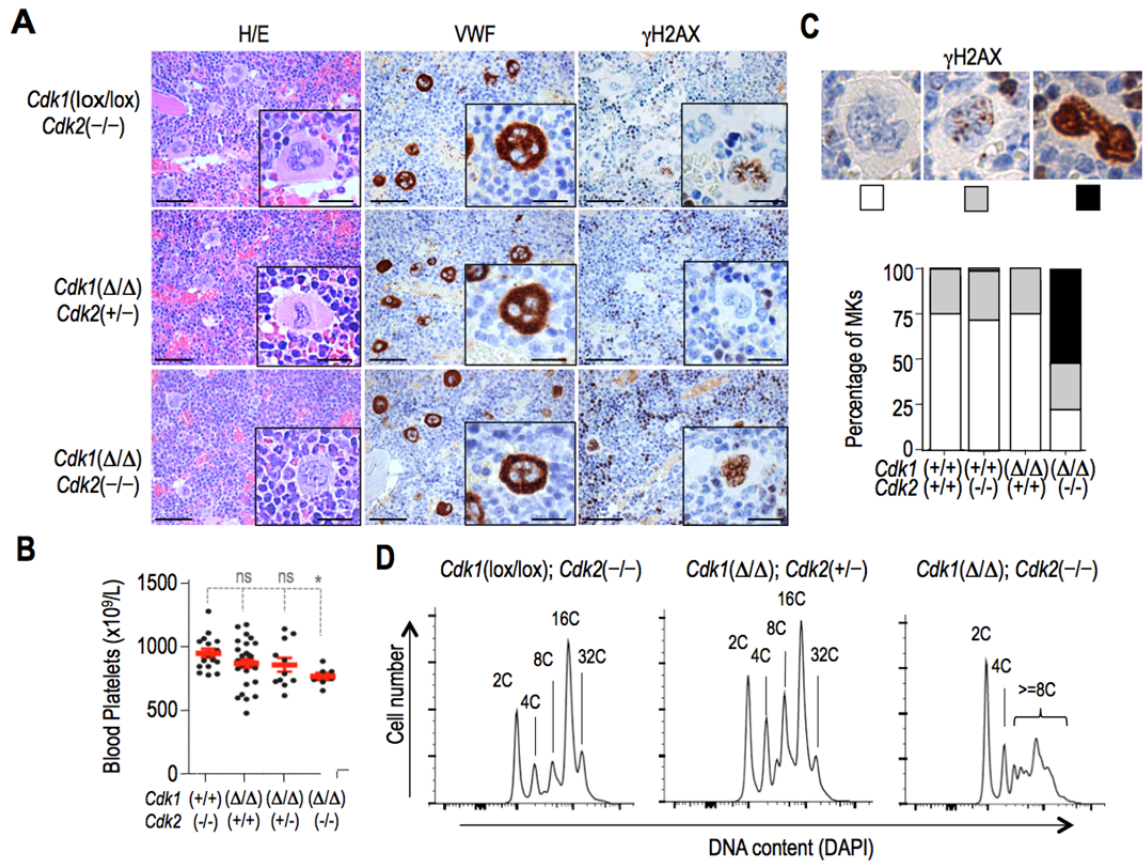 A
H/E VWF γH2AX
Cdk1(lox/lox)
Cdk2(−/−)
Cdk1(Δ/Δ)
Cdk2(+/−)
Cdk1(Δ/Δ)
Cdk2(−/−)
C
γH2AX
Percentage of MKs
100
75
50
25
0
Cdk1 (+/+) (+/+) (Δ/Δ) (Δ/Δ)
Cdk2 (+/+) (-/-) (+/+) (-/-)
B
Blood Platelets (x10⁹/L)
ns ns *
1500
1000
500
0
Cdk1 (+/+) (Δ/Δ) (Δ/Δ) (Δ/Δ)
Cdk2 (-/-) (+/+) (+/-) (-/-)
D
Cdk1(lox/lox); Cdk2(−/−) Cdk1(Δ/Δ); Cdk2(+/−) Cdk1(Δ/Δ); Cdk2(−/−)
Cell number
2C 4C 8C 16C 32C
2C 4C 8C 16C 32C
2C 4C >=8C
DNA content (DAPI)